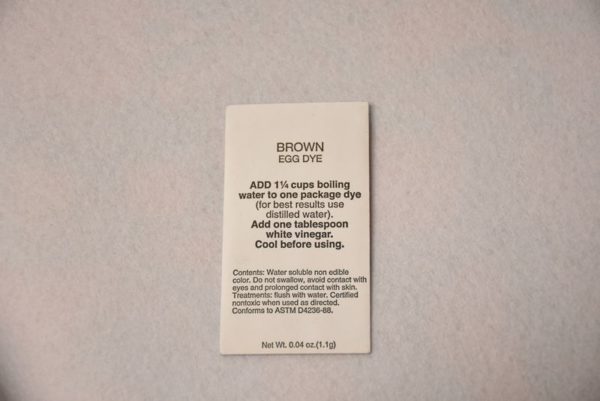 BROWN
EGG DYE
ADD 1¼ cups boiling
water to one package dye
(for best results use
distilled water).
Add one tablespoon
white vinegar.
Cool before using.
Contents: Water soluble non edible
color. Do not swallow, avoid contact with
eyes and prolonged contact with skin.
Treatments: flush with water. Certified
nontoxic when used as directed.
Conforms to ASTM D4236-88.
Net Wt. 0.04 oz.(1.1g)